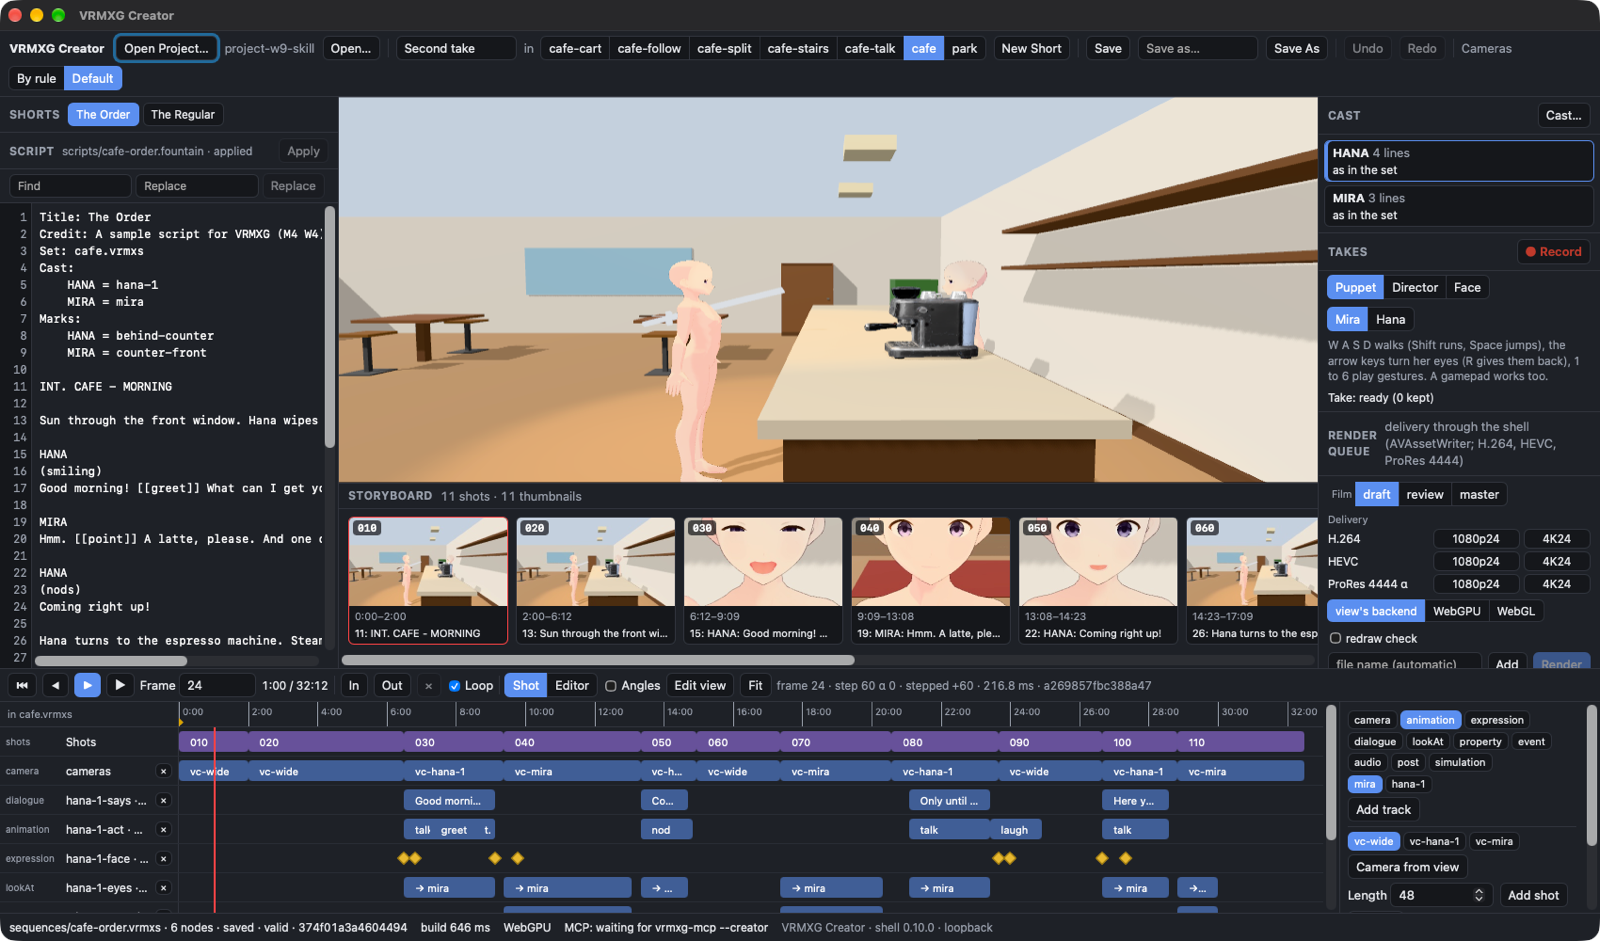 VRMXG Creator
VRMXG Creator Open Project... project-w9-skill Open... Second take in cafe-cart cafe-follow cafe-split cafe-stairs cafe-talk cafe park New Short Save Save as... Save As Undo Redo Cameras
By rule Default
SHORTS The Order The Regular
SCRIPT scripts/cafe-order.fountain · applied Apply
Find Replace Replace
1 Title: The Order
2 Credit: A sample script for VRMXG (M4 W4)
3 Set: cafe.vrmxs
4 Cast:
5 HANA = hana-1
6 MIRA = mira
7 Marks:
8 HANA = behind-counter
9 MIRA = counter-front
10
11 INT. CAFE - MORNING
12
13 Sun through the front window. Hana wipes
14
15 HANA
16 (smiling)
17 Good morning! [[greet]] What can I get yo
18
19 MIRA
20 Hmm. [[point]] A latte, please. And one
21
22 HANA
23 (nods)
24 Coming right up!
25
26 Hana turns to the espresso machine. Stea
27
STORYBOARD 11 shots · 11 thumbnails
010 020 030 040 050 060
0:00–2:00 2:00–6:12 6:12–9:09 9:09–13:08 13:08–14:23 14:23–17:09
11: INT. CAFE - MORNING 13: Sun through the front wi... 15: HANA: Good morning! ... 19: MIRA: Hmm. A latte, ple... 22: HANA: Coming right up! 26: Hana turns to the esp
CAST Cast...
HANA 4 lines
as in the set
MIRA 3 lines
as in the set
TAKES Record
Puppet Director Face
Mira Hana
W A S D walks (Shift runs, Space jumps), the
arrow keys turn her eyes (R gives them back), 1
to 6 play gestures. A gamepad works too.
Take: ready (0 kept)
RENDER QUEUE
delivery through the shell
(AVAssetWriter; H.264, HEVC,
ProRes 4444)
Film draft review master
Delivery
H.264 1080p24 4K24
HEVC 1080p24 4K24
ProRes 4444 α 1080p24 4K24
view's backend WebGPU WebGL
redraw check
file name (automatic) Add Render
Frame 24 1:00 / 32:12 In Out × Loop Shot Editor Angles Edit view Fit frame 24 · step 60 α 0 · stepped +60 · 216.8 ms · a269857fbc388a47
in cafe.vrmxs 0:00 2:00 4:00 6:00 8:00 10:00 12:00 14:00 16:00 18:00 20:00 22:00 24:00 26:00 28:00 30:00 32:00
shots Shots 010 020 030 040 050 060 070 080 090 100 110
camera cameras × vc-wide vc-wide vc-hana-1 vc-mira vc-h... vc-wide vc-mira vc-hana-1 vc-wide vc-hana-1 vc-mira
dialogue hana-1-says ·... × Good morni... Co... Only until ... Here y...
animation hana-1-act · ... × talk greet t. nod talk laugh talk
expression hana-1-face · ... ×
lookAt hana-1-eyes ·... × → mira → mira → ... → mira → mira → mira →...
camera animation expression
dialogue lookAt property event
audio post simulation
mira hana-1
Add track
vc-wide vc-hana-1 vc-mira
Camera from view
Length 48 Add shot
sequences/cafe-order.vrmxs · 6 nodes · saved · valid · 374f01a3a4604494 build 646 ms WebGPU MCP: waiting for vrmxg-mcp --creator VRMXG Creator · shell 0.10.0 · loopback